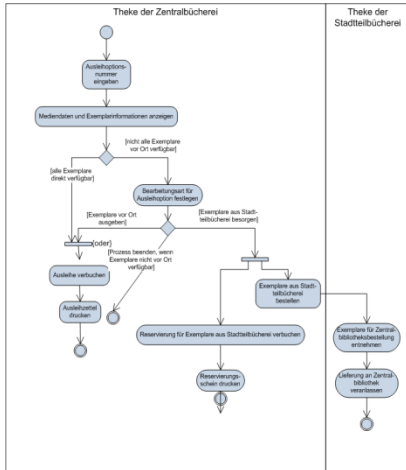 Theke der Zentralbücherei
Theke der
Stadtteilbücherei
Ausleihoptions-
nummer
eingeben
Mediendaten und Exemplarinformationen anzeigen
[nicht alle Exemplare
vor Ort verfügbar]
[alle Exemplare
direkt verfügbar]
Bearbeitungsart für
Ausleihoption festlegen
[Exemplare vor Ort
ausgeben]
[Exemplare aus Stadt-
teilbücherei besorgen]
{oder}
[Prozess beenden, wenn
Exemplare nicht vor Ort
verfügbar]
Ausleihe verbuchen
Exemplare aus Stadt-
teilbücherei
bestellen
Ausleihzettel
drucken
Reservierung für Exemplare aus Stadtteilbücherei verbuchen
Exemplare für Zentral-
bibliotheksbestellung
entnehmen
Reservierungs-
schein drucken
Lieferung an Zentral-
bibliothek
veranlassen